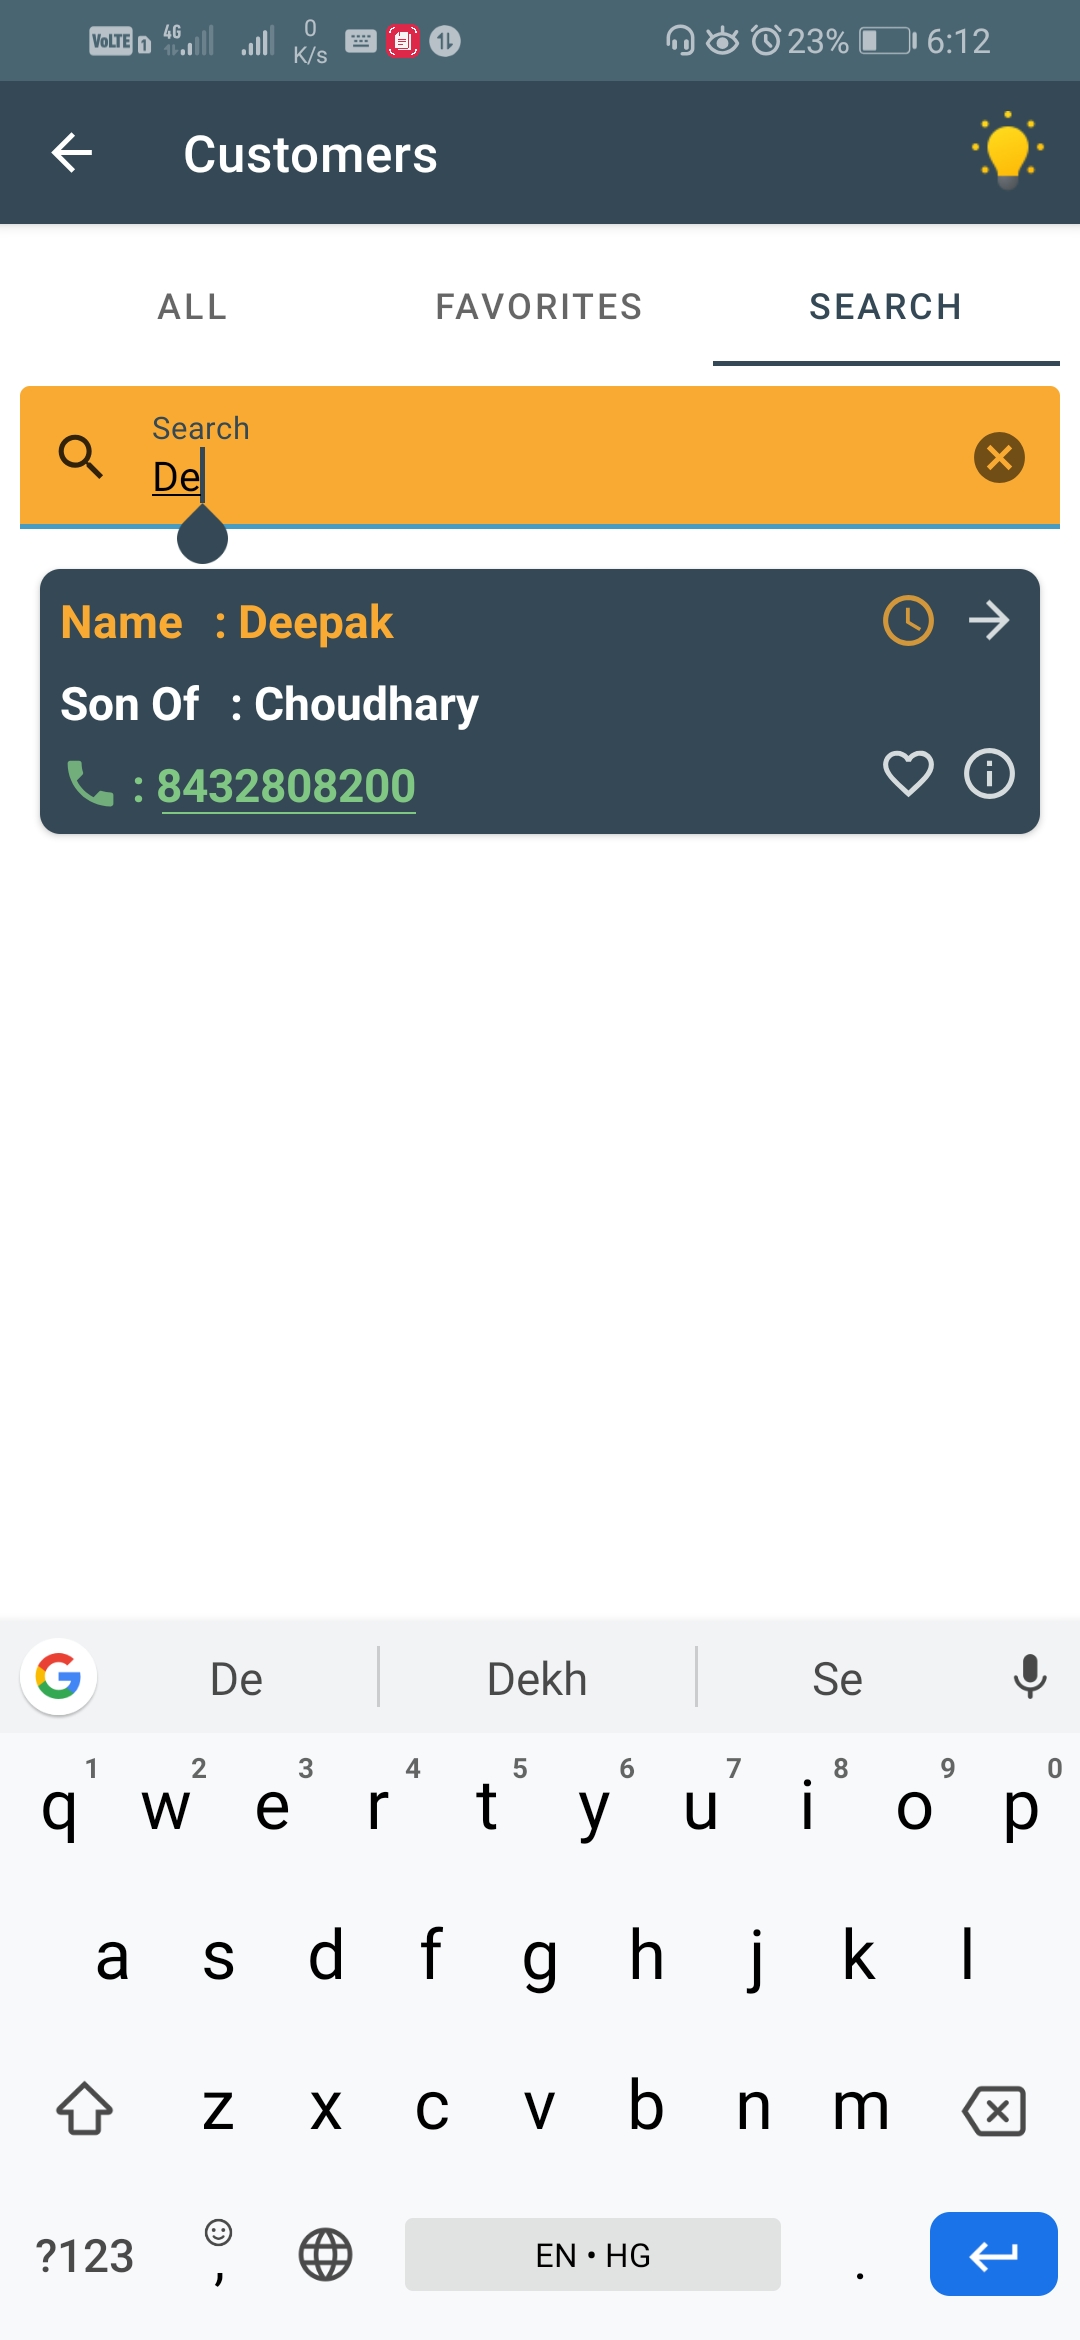 VoLTE 1 4G 0 K/s 23% 6:12
Customers
ALL FAVORITES SEARCH
Search
De
Name : Deepak
Son Of : Choudhary
: 8432808200
G De Dekh Se
1 2 3 4 5 6 7 8 9 0
q w e r t y u i o p
a s d f g h j k l
z x c v b n m
?123 , EN • HG .